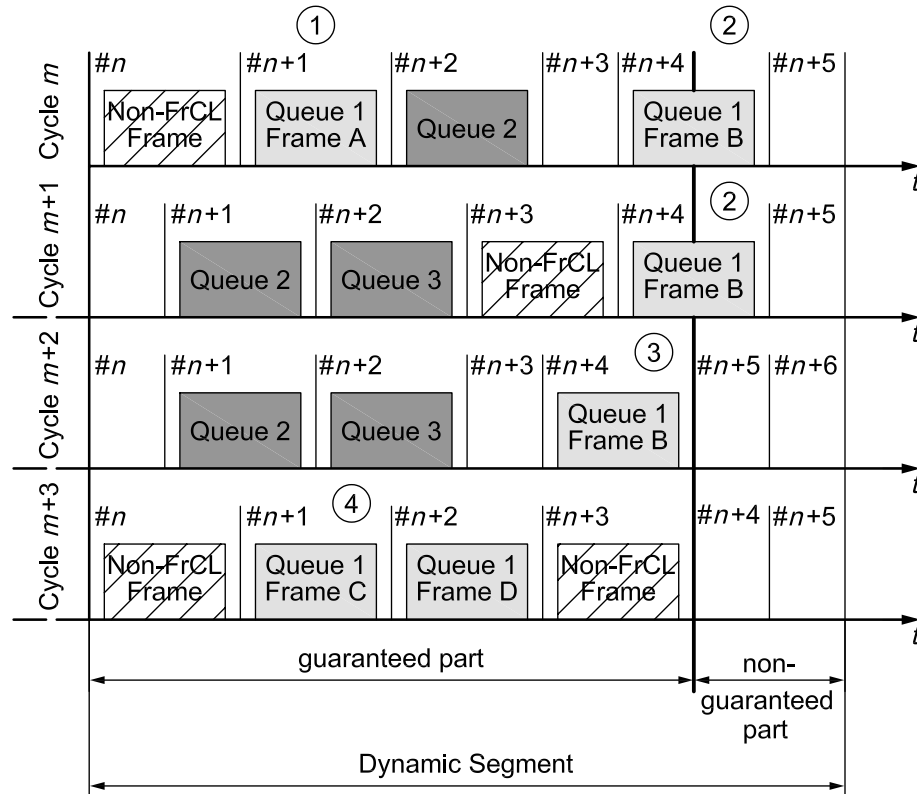 ① ②
Cycle m
#n #n+1 #n+2 #n+3 #n+4 #n+5
Non-FrCL
Frame
Queue 1
Frame A
Queue 2
Queue 1
Frame B
t
②
Cycle m+1
#n #n+1 #n+2 #n+3 #n+4 #n+5
Queue 2
Queue 3
Non-FrCL
Frame
Queue 1
Frame B
t
③
Cycle m+2
#n #n+1 #n+2 #n+3 #n+4 #n+5 #n+6
Queue 2
Queue 3
Queue 1
Frame B
t
④
Cycle m+3
#n #n+1 #n+2 #n+3 #n+4 #n+5
Non-FrCL
Frame
Queue 1
Frame C
Queue 1
Frame D
Non-FrCL
Frame
t
guaranteed part
non-
guaranteed
part
Dynamic Segment
t